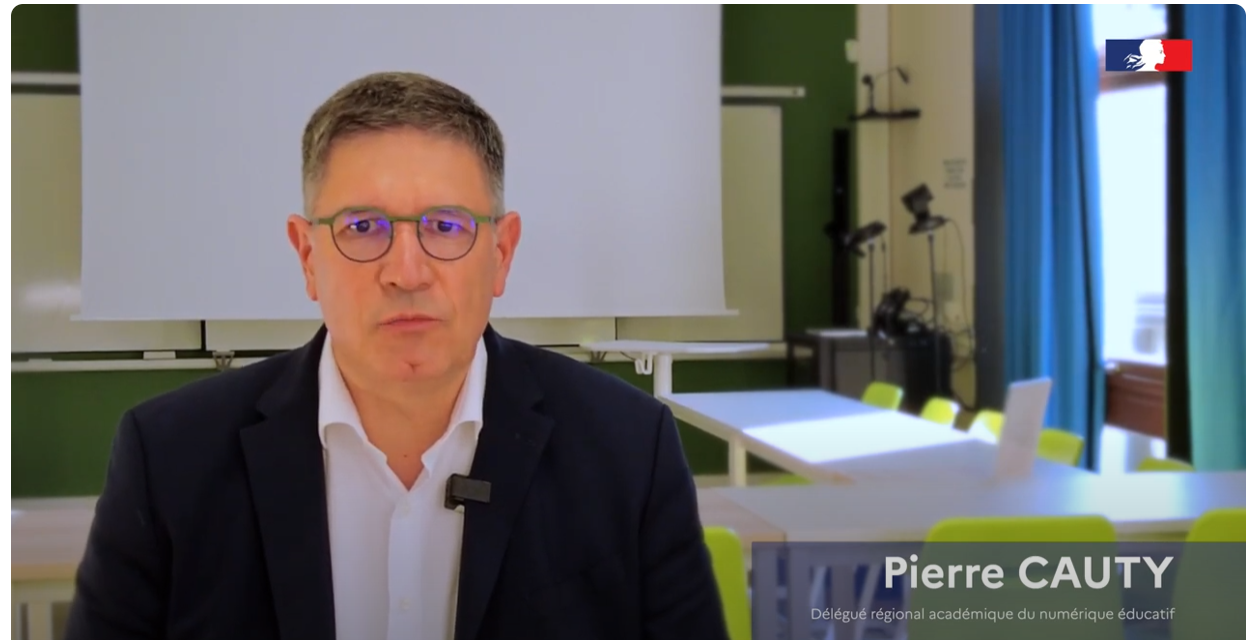 Pierre CAUTY
Délégué régional académique du numérique éducatif